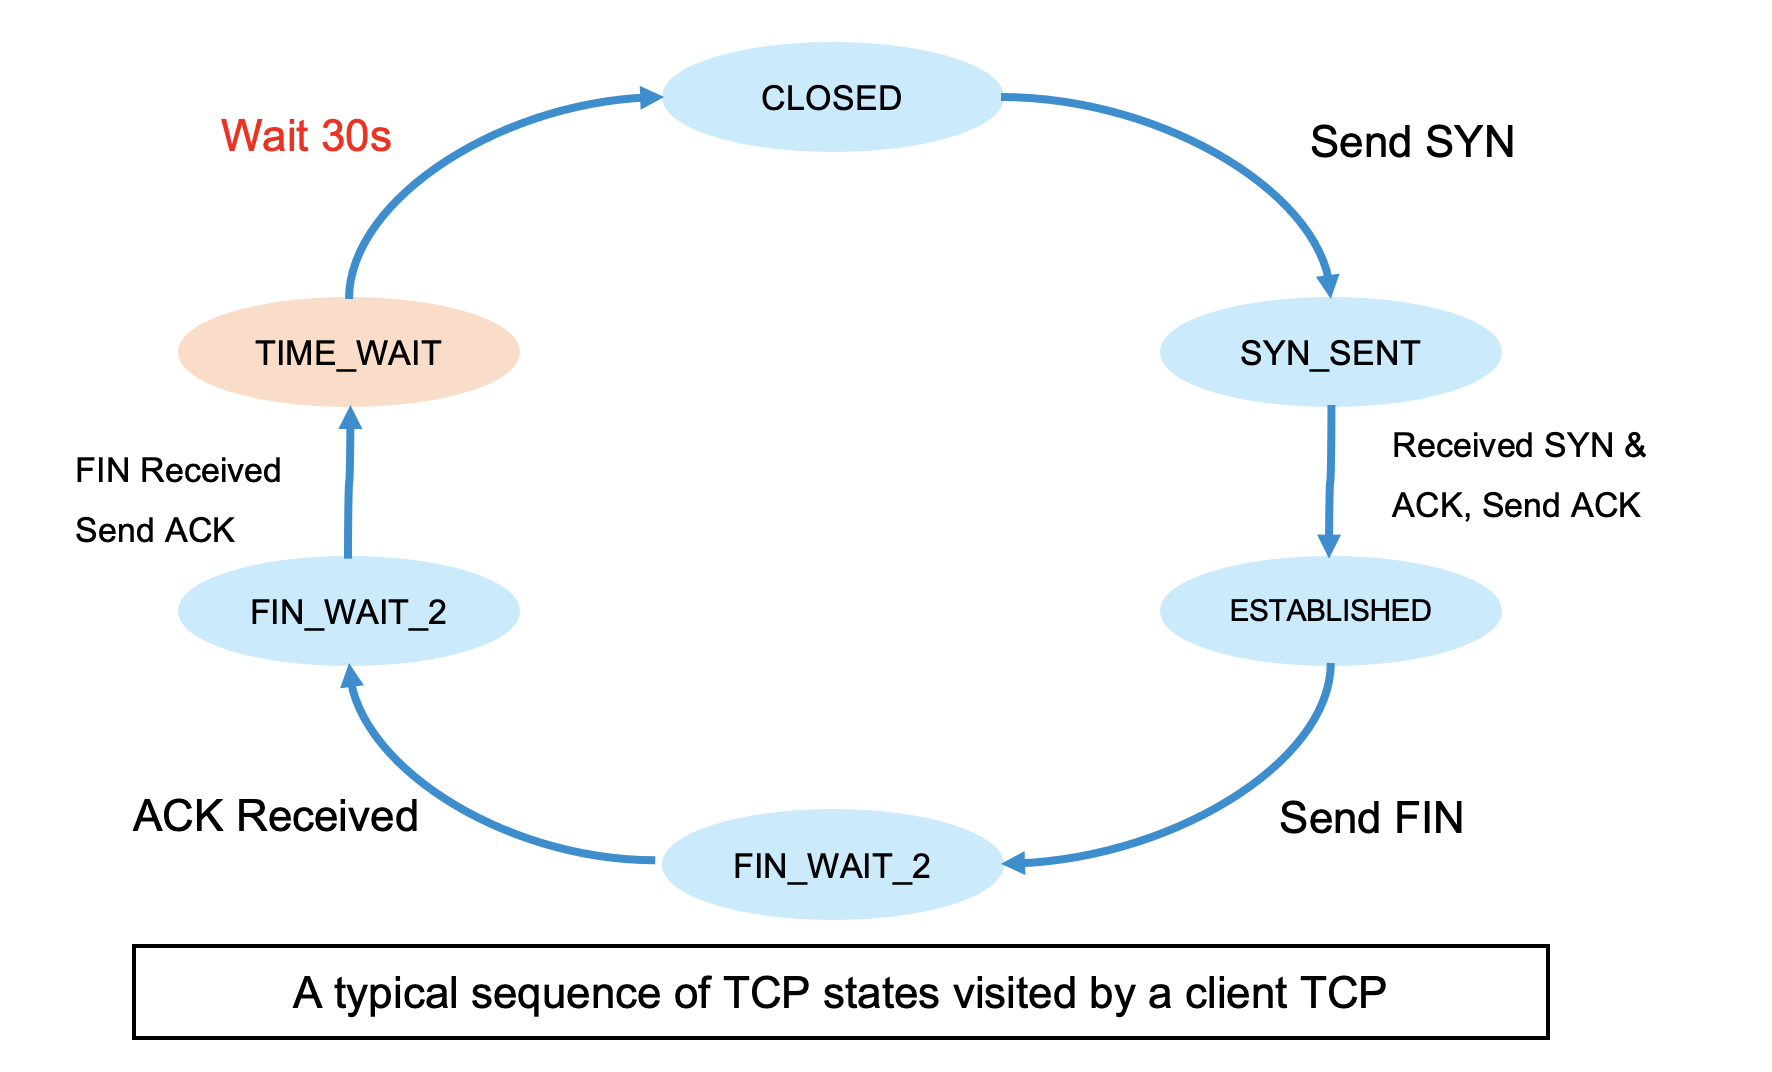 CLOSED
Wait 30s
Send SYN
TIME_WAIT
SYN_SENT
Received SYN &
ACK, Send ACK
FIN Received
Send ACK
FIN_WAIT_2
ESTABLISHED
ACK Received
Send FIN
FIN_WAIT_2
A typical sequence of TCP states visited by a client TCP